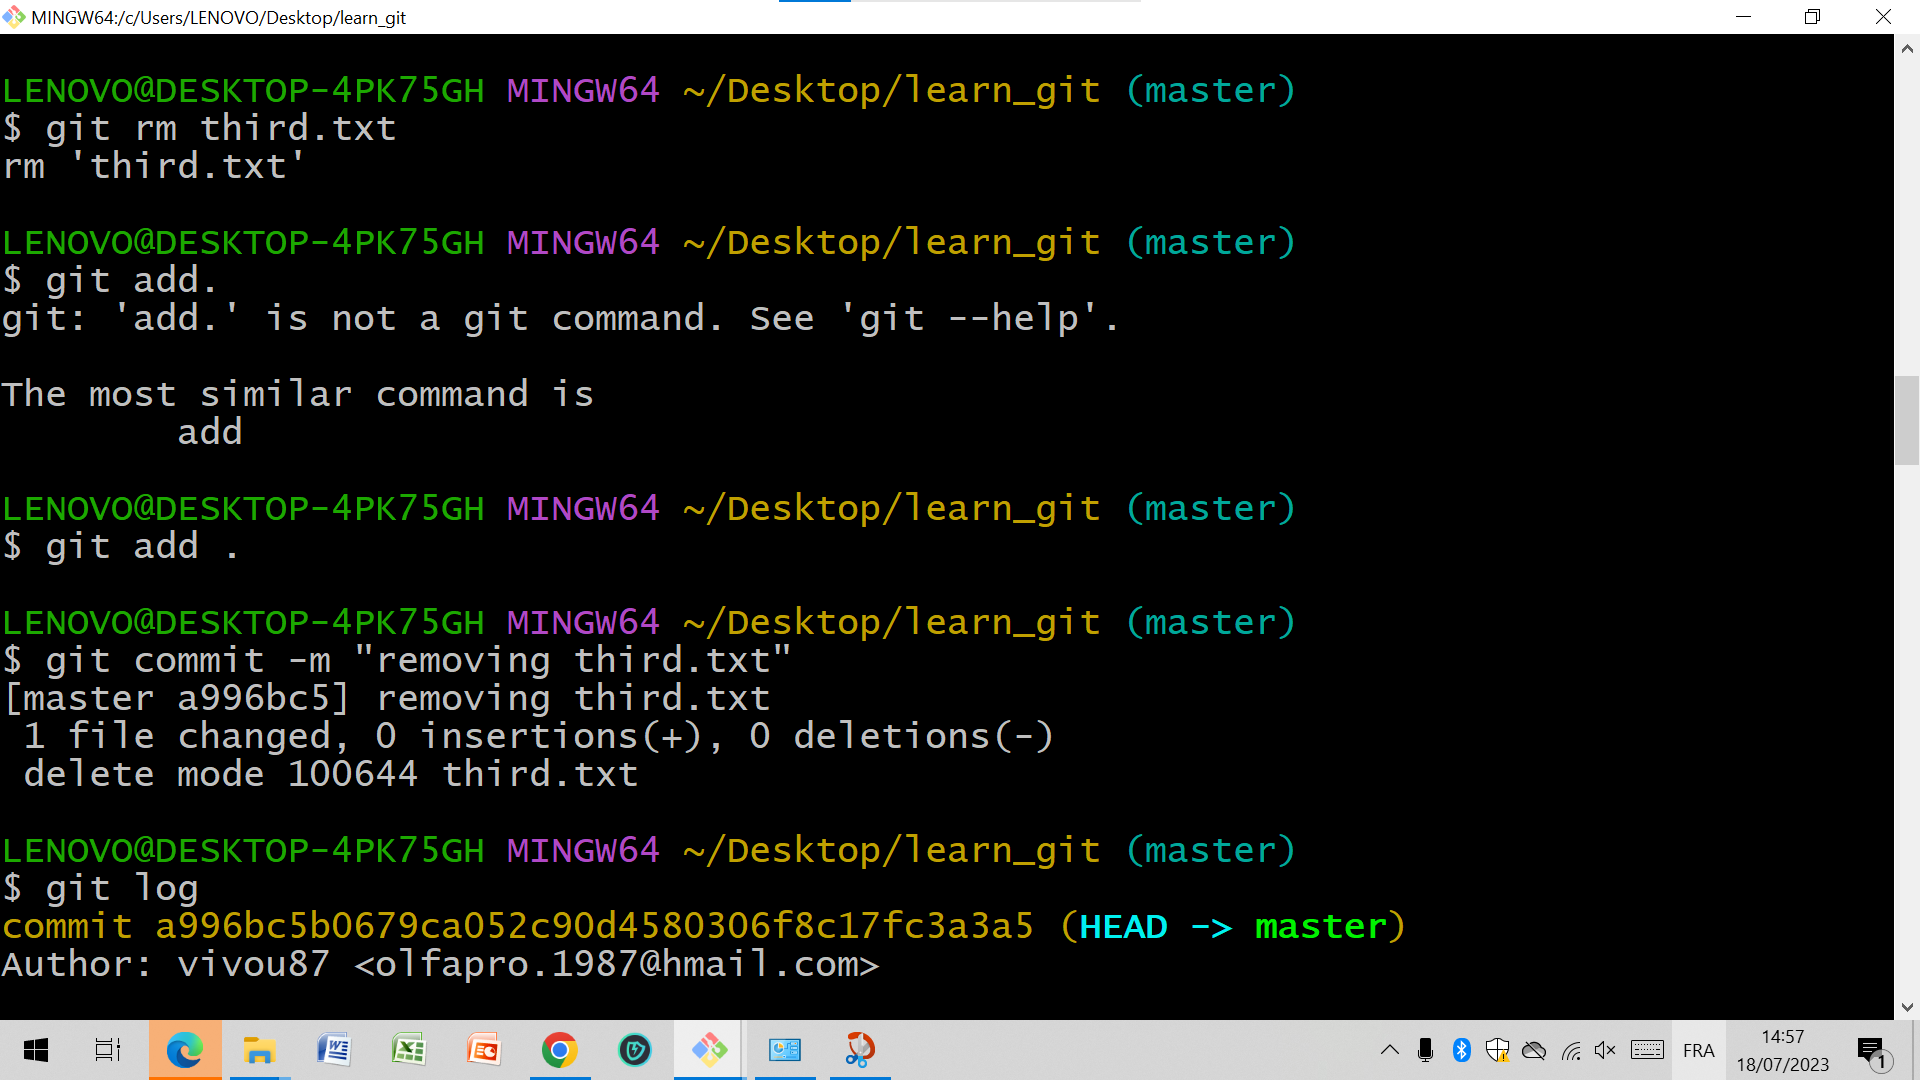 MINGW64:/c/Users/LENOVO/Desktop/learn_git
LENOVO@DESKTOP-4PK75GH MINGW64 ~/Desktop/learn_git (master)
$ git rm third.txt
rm 'third.txt'
LENOVO@DESKTOP-4PK75GH MINGW64 ~/Desktop/learn_git (master)
$ git add.
git: 'add.' is not a git command. See 'git --help'.
The most similar command is
add
LENOVO@DESKTOP-4PK75GH MINGW64 ~/Desktop/learn_git (master)
$ git add .
LENOVO@DESKTOP-4PK75GH MINGW64 ~/Desktop/learn_git (master)
$ git commit -m "removing third.txt"
[master a996bc5] removing third.txt
1 file changed, 0 insertions(+), 0 deletions(-)
delete mode 100644 third.txt
LENOVO@DESKTOP-4PK75GH MINGW64 ~/Desktop/learn_git (master)
$ git log
commit a996bc5b0679ca052c90d4580306f8c17fc3a3a5 (HEAD -> master)
Author: vivou87 <olfapro.1987@hmail.com>
FRA
14:57
18/07/2023
1